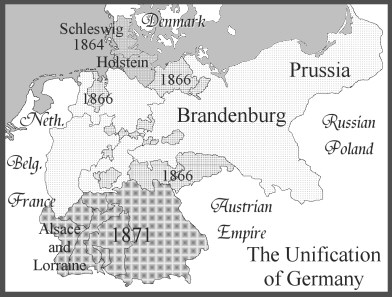 Denmark
Schleswig
1864
Holstein
1866
Prussia
1866
Brandenburg
Neth.
Russian
Poland
Belg.
1866
France
Austrian
Empire
Alsace
and
Lorraine
1871
The Unification
of Germany